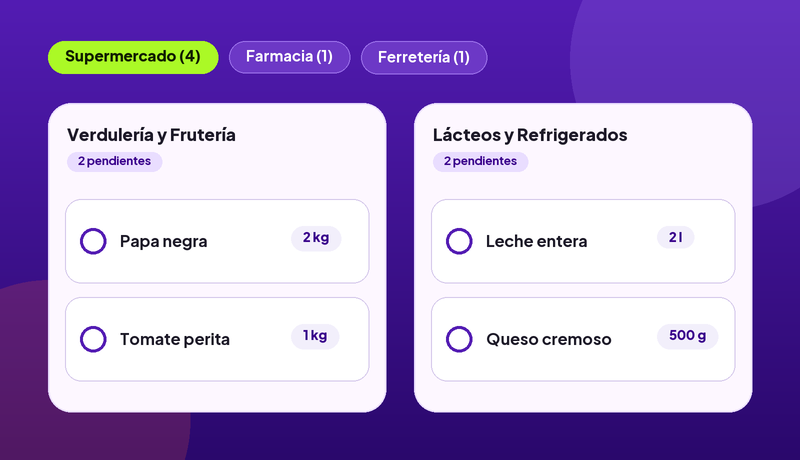 Supermercado (4)
Farmacia (1)
Ferretería (1)
Verdulería y Frutería
2 pendientes
Papa negra
2 kg
Tomate perita
1 kg
Lácteos y Refrigerados
2 pendientes
Leche entera
2 l
Queso cremoso
500 g